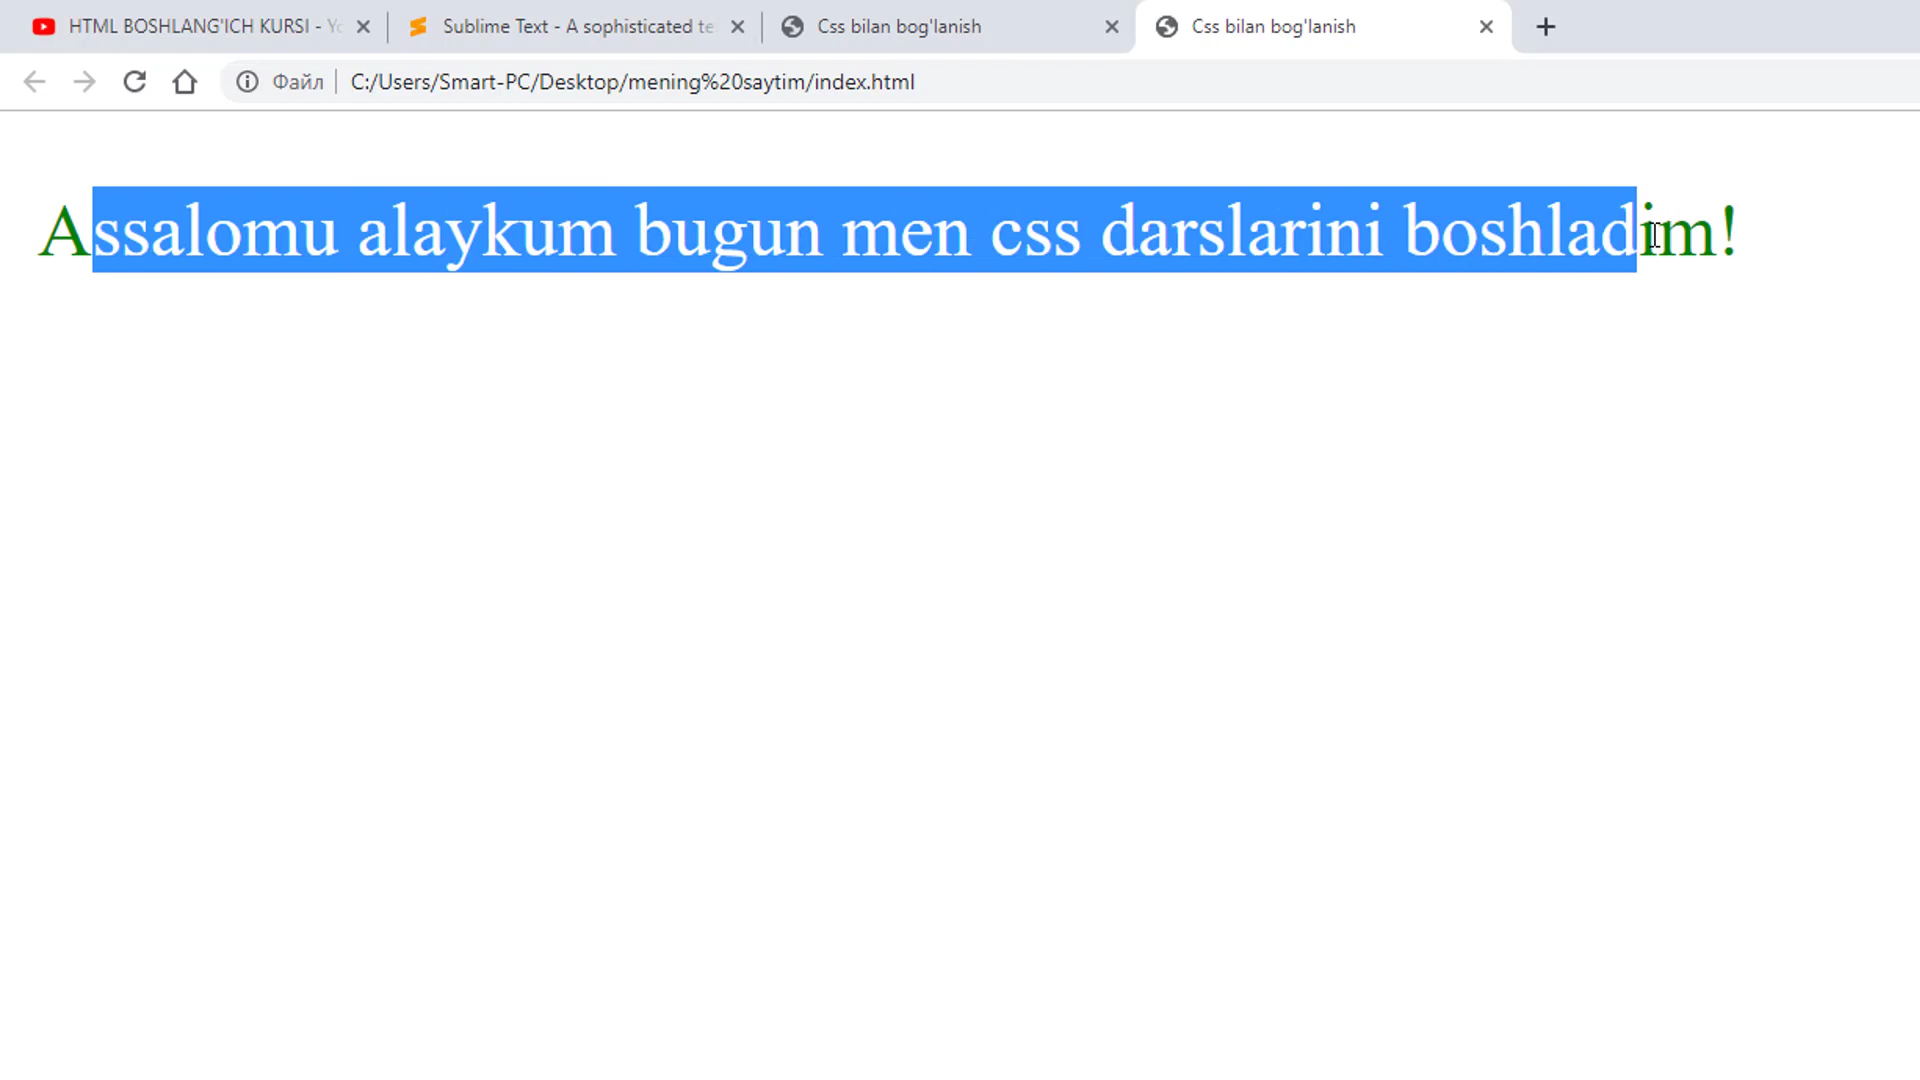 HTML BOSHLANG'ICH KURSI - Yo
Sublime Text - A sophisticated te
Css bilan bog'lanish
Css bilan bog'lanish
Файл
C:/Users/Smart-PC/Desktop/mening%20saytim/index.html
Assalomu alaykum bugun men css darslarini boshladim!